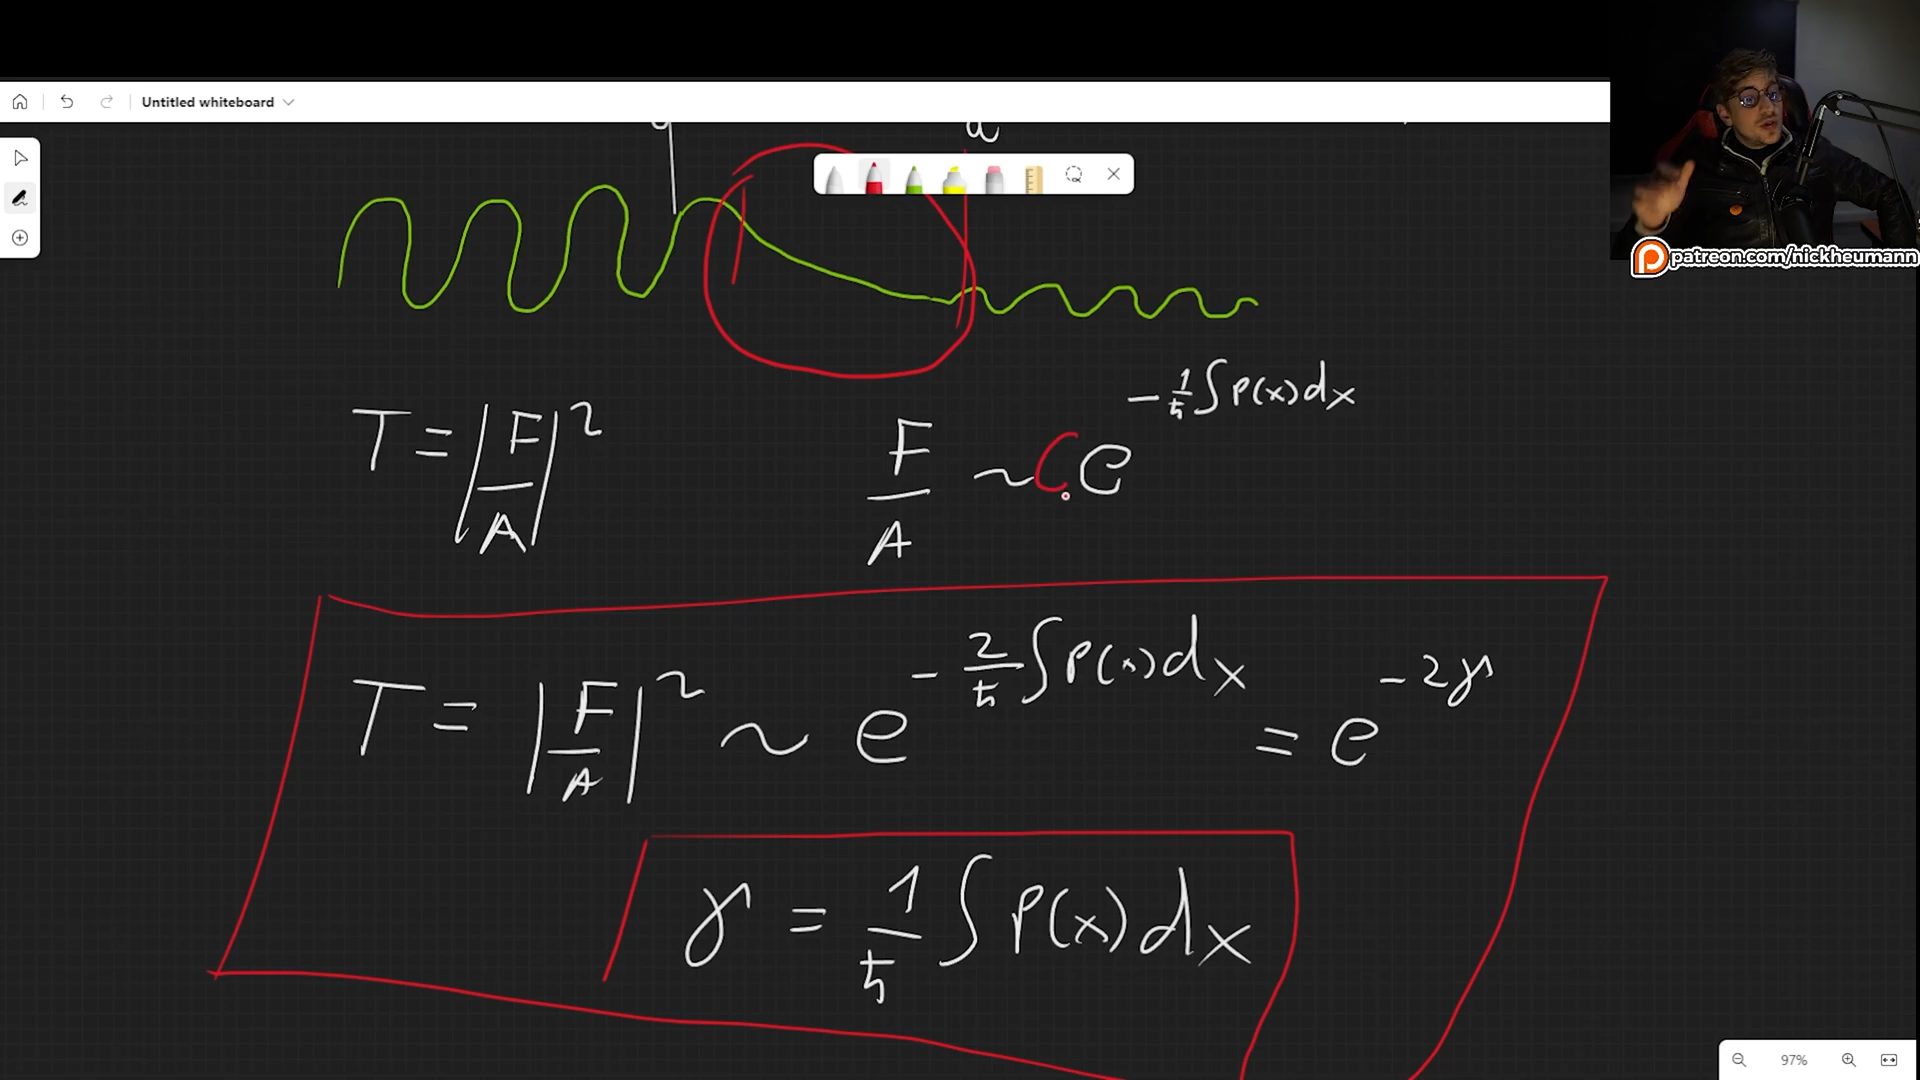 Untitled whiteboard
a
patreon.com/nickheumann
T = |F/A|²
F/A ~ C e^{-1/ħ ∫P(x)dx}
T = |F/A|² ~ e^{-2/ħ ∫P(x)dx} = e^{-2γ}
γ = 1/ħ ∫P(x)dx
97%